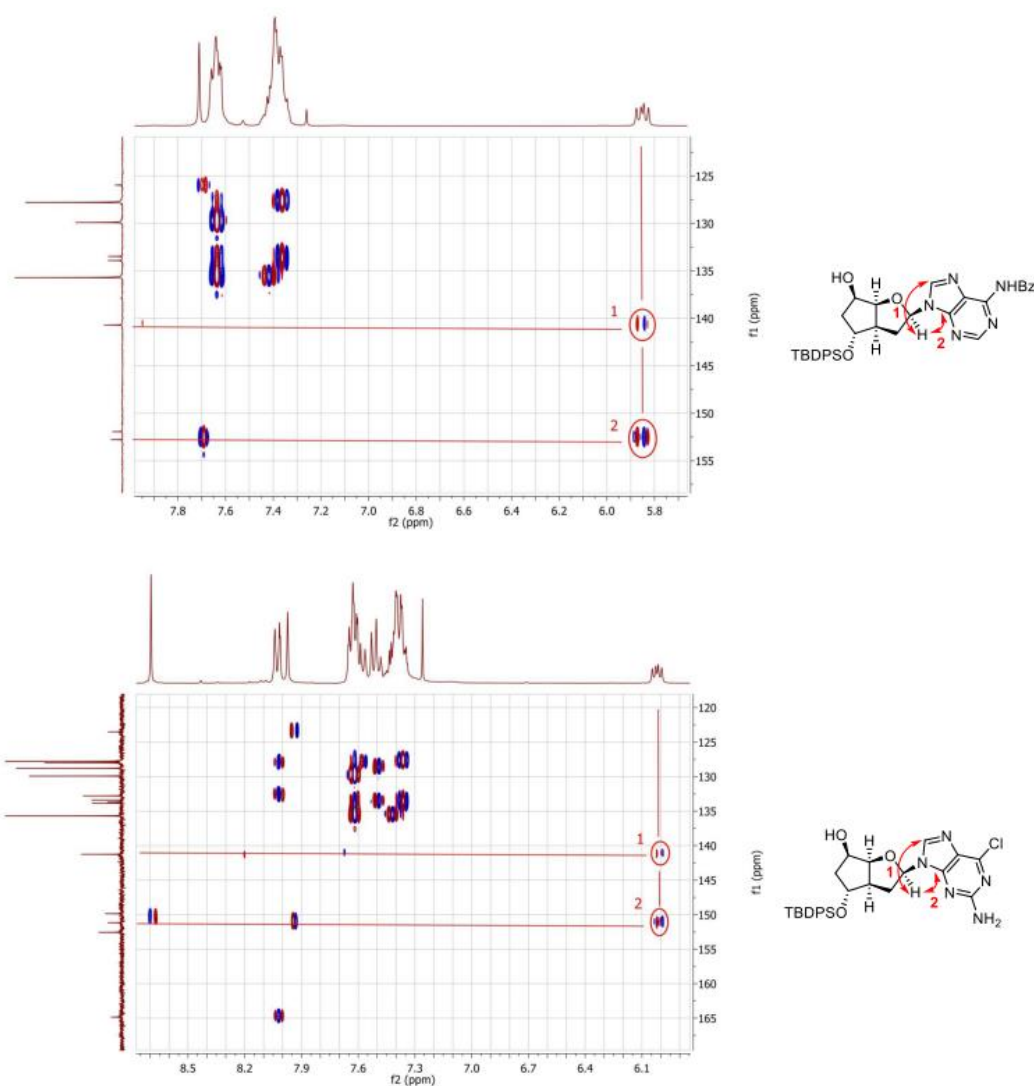 125
130
135
140
145
150
155
f1 (ppm)
1
2
7.8 7.6 7.4 7.2 7.0 6.8 6.6 6.4 6.2 6.0 5.8
f2 (ppm)
HO
H
O
N
N
NHBz
1
N
N
N
H
H
2
TBDPSO
120
125
130
135
140
145
150
155
160
165
f1 (ppm)
1
2
8.5 8.2 7.9 7.6 7.3 7.0 6.7 6.4 6.1
f2 (ppm)
HO
H
O
N
Cl
1
N
N
N
H
H
2
TBDPSO
NH₂